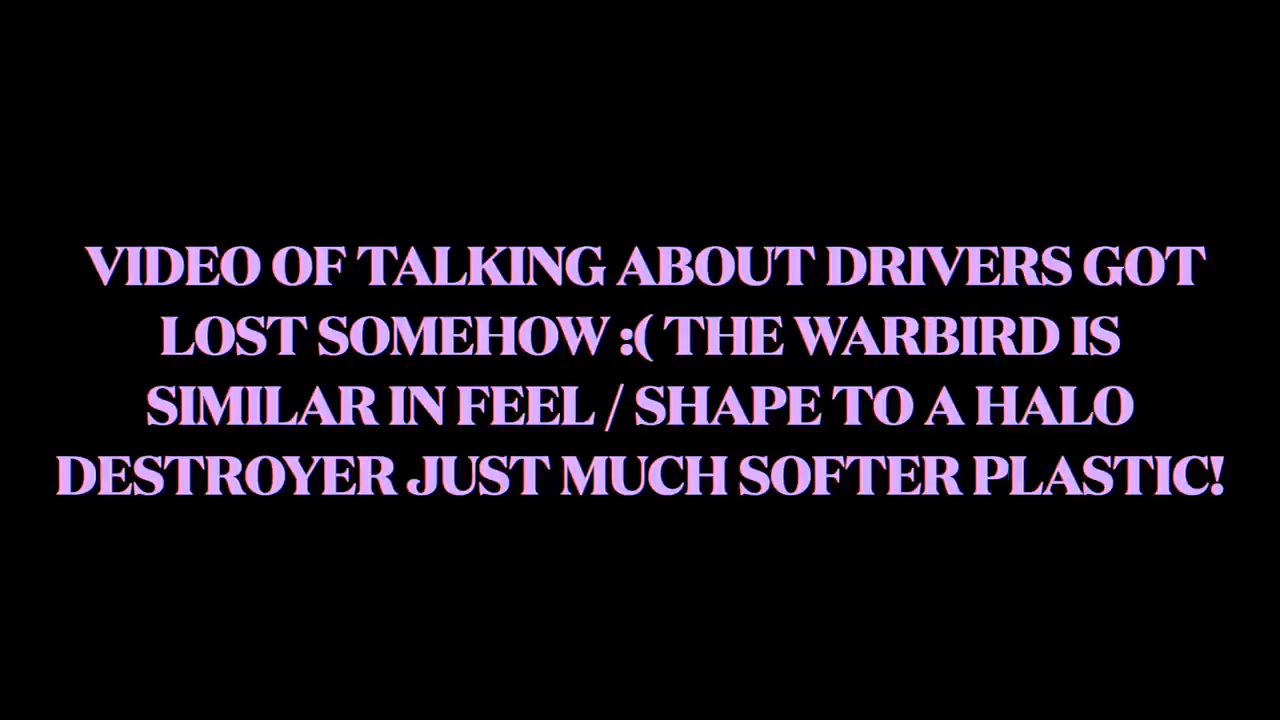 VIDEO OF TALKING ABOUT DRIVERS GOT
LOST SOMEHOW :( THE WARBIRD IS
SIMILAR IN FEEL / SHAPE TO A HALO
DESTROYER JUST MUCH SOFTER PLASTIC!